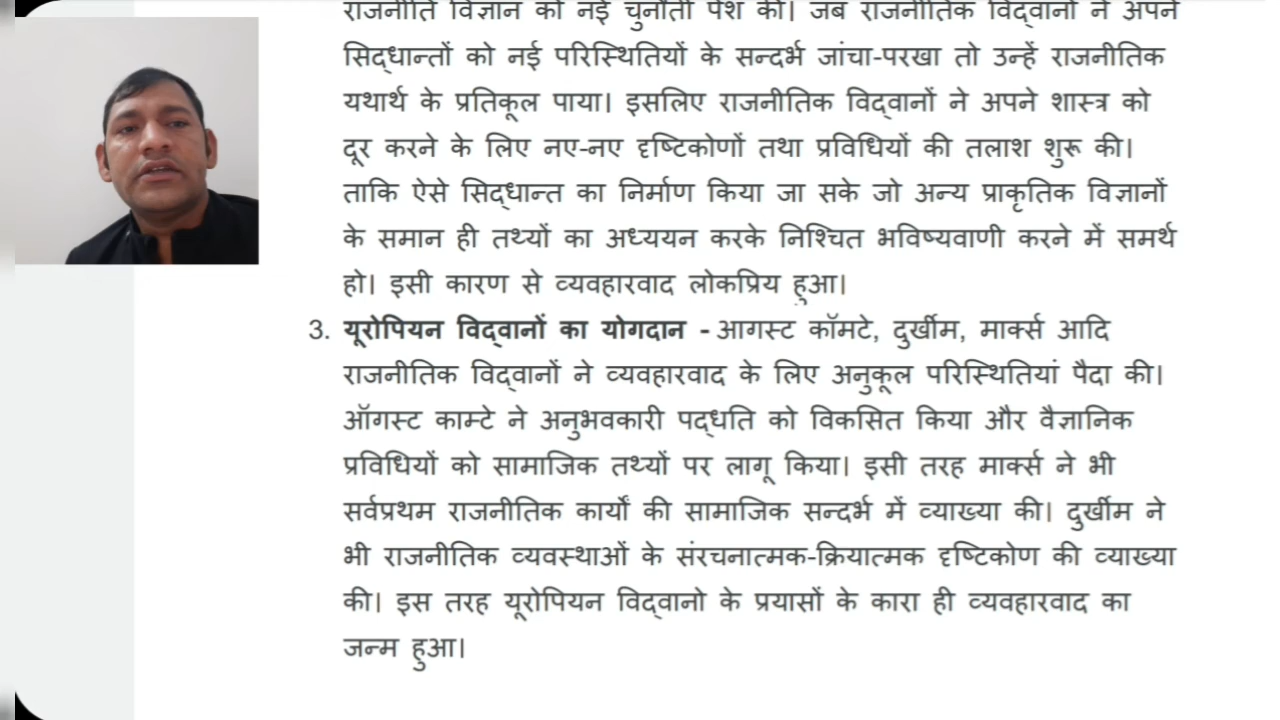 राजनीति विज्ञान को नई चुनौती पेश की। जब राजनीतिक विद्वानों ने अपने
सिद्धान्तों को नई परिस्थितियों के सन्दर्भ जांचा-परखा तो उन्हें राजनीतिक
यथार्थ के प्रतिकूल पाया। इसलिए राजनीतिक विद्वानों ने अपने शास्त्र को
दूर करने के लिए नए-नए दृष्टिकोणों तथा प्रविधियों की तलाश शुरू की।
ताकि ऐसे सिद्धान्त का निर्माण किया जा सके जो अन्य प्राकृतिक विज्ञानों
के समान ही तथ्यों का अध्ययन करके निश्चित भविष्यवाणी करने में समर्थ
हो। इसी कारण से व्यवहारवाद लोकप्रिय हुआ।
3. यूरोपियन विद्वानों का योगदान - आगस्ट कॉमटे, दुर्खीम, मार्क्स आदि
राजनीतिक विद्वानों ने व्यवहारवाद के लिए अनुकूल परिस्थितियां पैदा की।
ऑगस्ट काम्टे ने अनुभवकारी पद्धति को विकसित किया और वैज्ञानिक
प्रविधियों को सामाजिक तथ्यों पर लागू किया। इसी तरह मार्क्स ने भी
सर्वप्रथम राजनीतिक कार्यों की सामाजिक सन्दर्भ में व्याख्या की। दुर्खीम ने
भी राजनीतिक व्यवस्थाओं के संरचनात्मक-क्रियात्मक दृष्टिकोण की व्याख्या
की। इस तरह यूरोपियन विद्वानो के प्रयासों के कारा ही व्यवहारवाद का
जन्म हुआ।